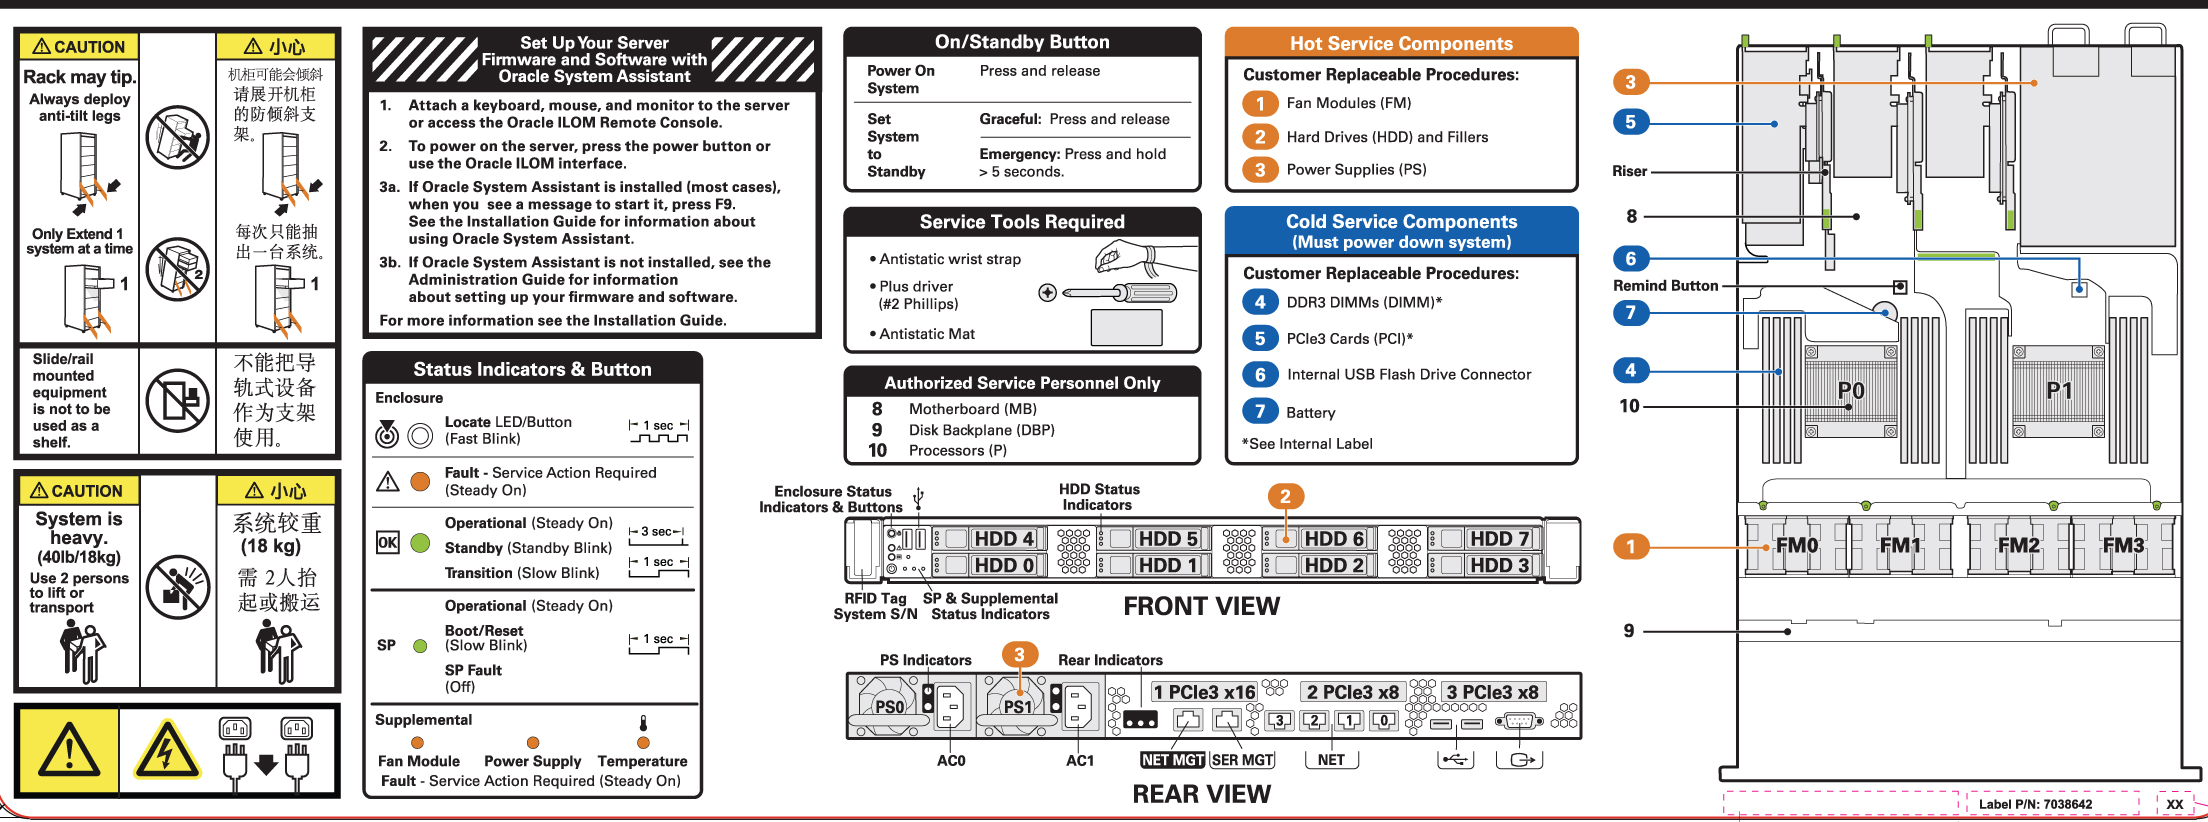 CAUTION
Rack may tip.
Always deploy
anti-tilt legs
Only Extend 1
system at a time
1
2
小心
机柜可能会倾斜
请展开机柜
的防倾斜支
架。
每次只能抽
出一台系统。
1
Slide/rail
mounted
equipment
is not to be
used as a
shelf.
不能把导
轨式设备
作为支架
使用。
CAUTION
System is
heavy.
(40lb/18kg)
Use 2 persons
to lift or
transport
小心
系统较重
(18 kg)
需 2人抬
起或搬运
Set Up Your Server
Firmware and Software with
Oracle System Assistant
1. Attach a keyboard, mouse, and monitor to the server
or access the Oracle ILOM Remote Console.
2. To power on the server, press the power button or
use the Oracle ILOM interface.
3a. If Oracle System Assistant is installed (most cases),
when you see a message to start it, press F9.
See the Installation Guide for information about
using Oracle System Assistant.
3b. If Oracle System Assistant is not installed, see the
Administration Guide for information
about setting up your firmware and software.
For more information see the Installation Guide.
Status Indicators & Button
Enclosure
Locate LED/Button
(Fast Blink)
1 sec
Fault - Service Action Required
(Steady On)
OK
Operational (Steady On)
Standby (Standby Blink)
3 sec
Transition (Slow Blink)
1 sec
SP
Operational (Steady On)
Boot/Reset
(Slow Blink)
1 sec
SP Fault
(Off)
Supplemental
Fan Module Power Supply Temperature
Fault - Service Action Required (Steady On)
On/Standby Button
Power On
System
Press and release
Set
System
to
Standby
Graceful: Press and release
Emergency: Press and hold
> 5 seconds.
Service Tools Required
• Antistatic wrist strap
• Plus driver
(#2 Phillips)
• Antistatic Mat
Authorized Service Personnel Only
8 Motherboard (MB)
9 Disk Backplane (DBP)
10 Processors (P)
Hot Service Components
Customer Replaceable Procedures:
1 Fan Modules (FM)
2 Hard Drives (HDD) and Fillers
3 Power Supplies (PS)
Cold Service Components
(Must power down system)
Customer Replaceable Procedures:
4 DDR3 DIMMs (DIMM)*
5 PCIe3 Cards (PCI)*
6 Internal USB Flash Drive Connector
7 Battery
*See Internal Label
Enclosure Status
Indicators & Buttons
HDD Status
Indicators
2
HDD 4 HDD 5 HDD 6 HDD 7
HDD 0 HDD 1 HDD 2 HDD 3
RFID Tag
System S/N
SP & Supplemental
Status Indicators
FRONT VIEW
PS Indicators
3
Rear Indicators
PS0
PS1
1 PCIe3 x16
2 PCIe3 x8
3 PCIe3 x8
3 2 1 0
AC0
AC1
NET MGT
SER MGT
NET
REAR VIEW
3
5
Riser
8
6
Remind Button
7
4
10
P0
P1
1
FM0 FM1 FM2 FM3
9
Label P/N: 7038642
XX